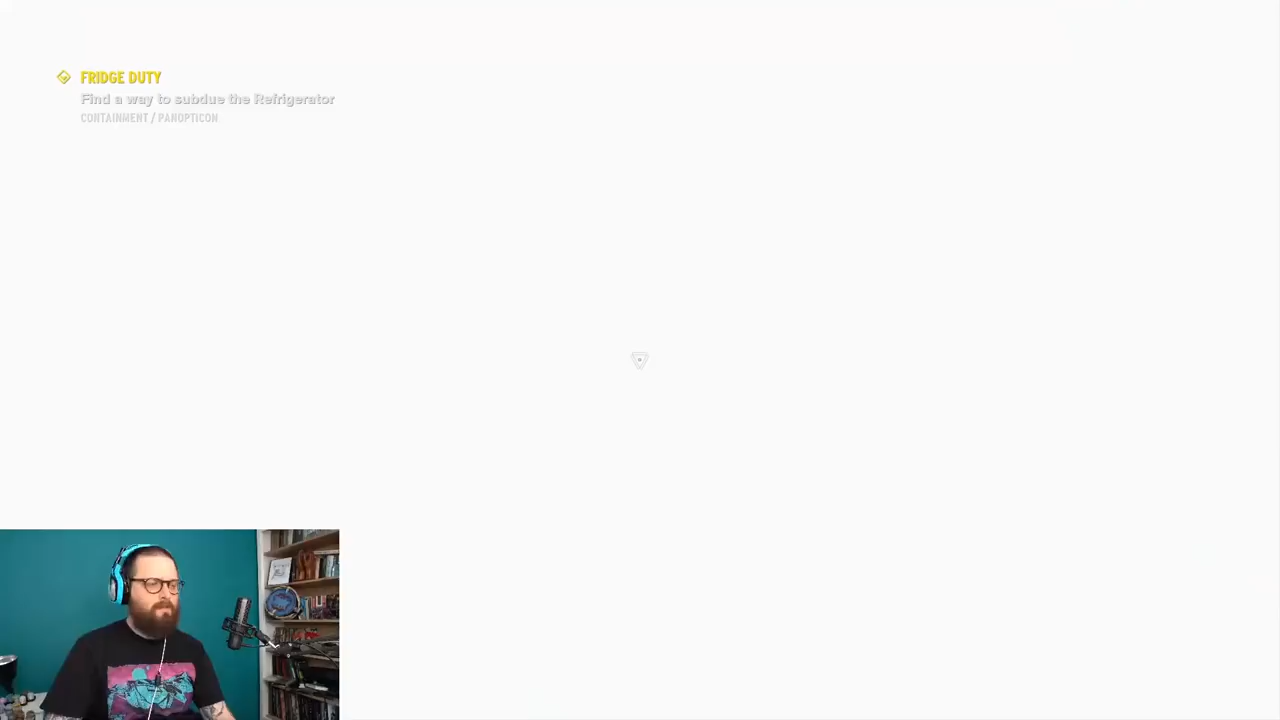 FRIDGE DUTY
Find a way to subdue the Refrigerator
CONTAINMENT / PANOPTICON